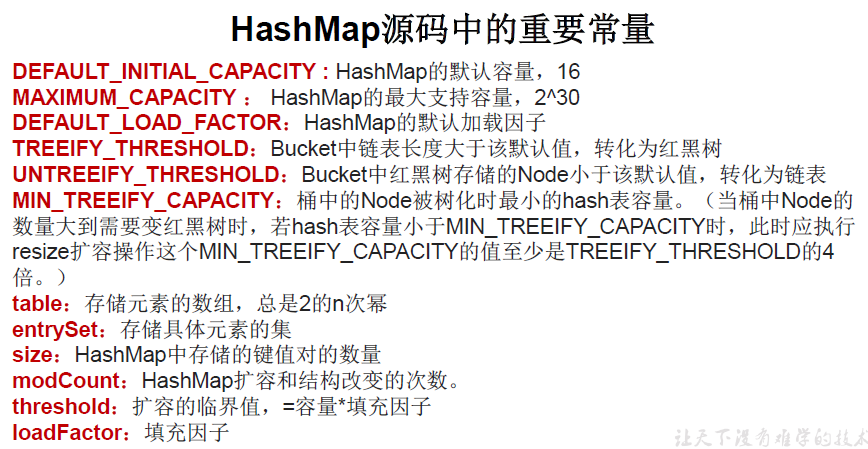 HashMap源码中的重要常量
DEFAULT_INITIAL_CAPACITY : HashMap的默认容量，16
MAXIMUM_CAPACITY ： HashMap的最大支持容量，2^30
DEFAULT_LOAD_FACTOR：HashMap的默认加载因子
TREEIFY_THRESHOLD：Bucket中链表长度大于该默认值，转化为红黑树
UNTREEIFY_THRESHOLD：Bucket中红黑树存储的Node小于该默认值，转化为链表
MIN_TREEIFY_CAPACITY：桶中的Node被树化时最小的hash表容量。（当桶中Node的
数量大到需要变红黑树时，若hash表容量小于MIN_TREEIFY_CAPACITY时，此时应执行
resize扩容操作这个MIN_TREEIFY_CAPACITY的值至少是TREEIFY_THRESHOLD的4
倍。）
table：存储元素的数组，总是2的n次幂
entrySet：存储具体元素的集
size：HashMap中存储的键值对的数量
modCount：HashMap扩容和结构改变的次数。
threshold：扩容的临界值，=容量*填充因子
loadFactor：填充因子
让天下没有难学的技术